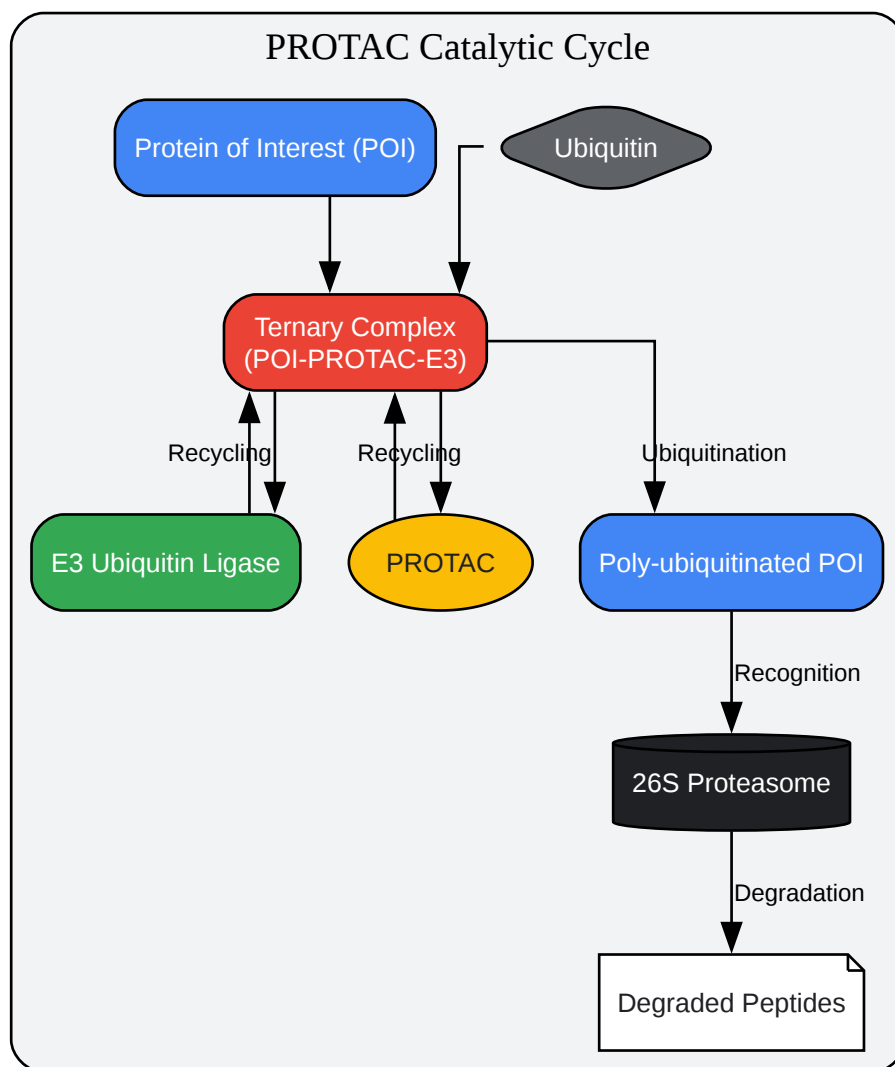 PROTAC Catalytic Cycle
Protein of Interest (POI)
Ubiquitin
Ternary Complex
(POI-PROTAC-E3)
Recycling
Recycling
Ubiquitination
E3 Ubiquitin Ligase
PROTAC
Poly-ubiquitinated POI
Recognition
26S Proteasome
Degradation
Degraded Peptides